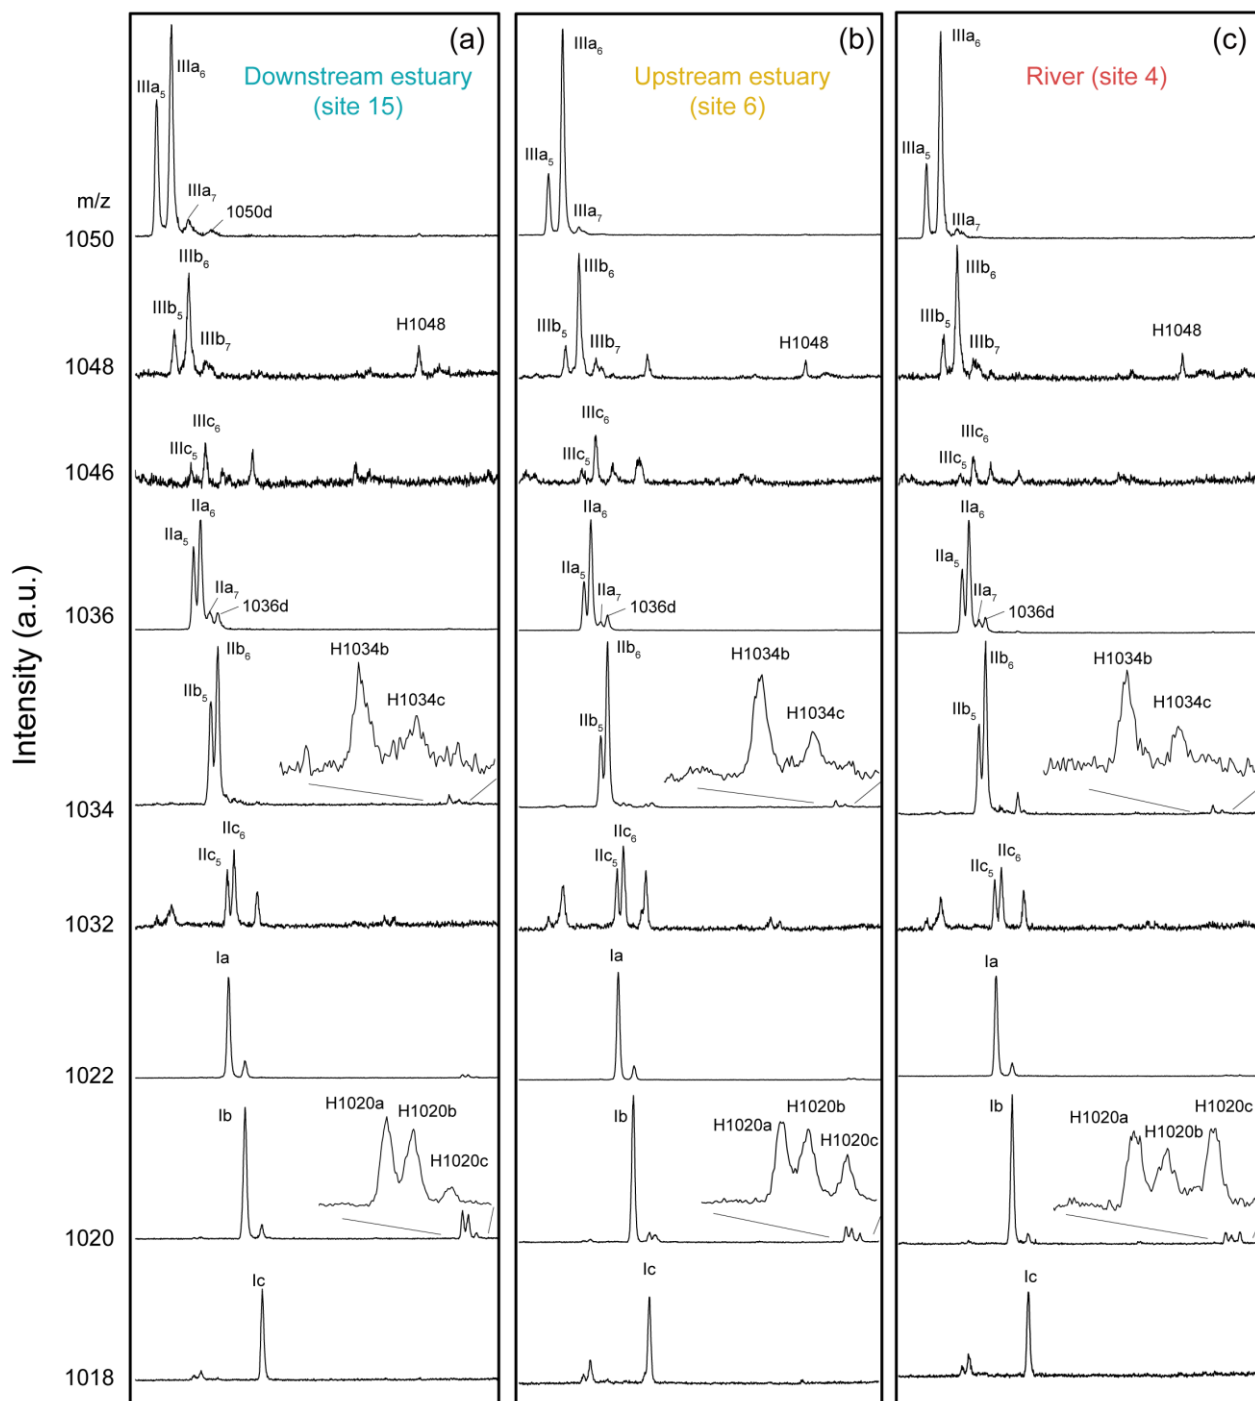 Intensity (a.u.)
m/z
1050
1048
1046
1036
1034
1032
1022
1020
1018
(a)
Downstream estuary
(site 15)
IIIa₅
IIIa₆
IIIa₇
1050d
IIIb₅
IIIb₆
IIIb₇
H1048
IIIc₅
IIIc₆
IIa₅
IIa₆
IIa₇
1036d
IIb₅
IIb₆
H1034b
H1034c
IIc₅
IIc₆
Ia
Ib
H1020a
H1020b
H1020c
Ic
(b)
Upstream estuary
(site 6)
IIIa₅
IIIa₆
IIIa₇
IIIb₅
IIIb₆
IIIb₇
H1048
IIIc₅
IIIc₆
IIa₅
IIa₆
IIa₇
1036d
IIb₅
IIb₆
H1034b
H1034c
IIc₅
IIc₆
Ia
Ib
H1020a
H1020b
H1020c
Ic
(c)
River (site 4)
IIIa₅
IIIa₆
IIIa₇
IIIb₅
IIIb₆
IIIb₇
H1048
IIIc₅
IIIc₆
IIa₅
IIa₆
IIa₇
1036d
IIb₅
IIb₆
H1034b
H1034c
IIc₅
IIc₆
Ia
Ib
H1020a
H1020b
H1020c
Ic